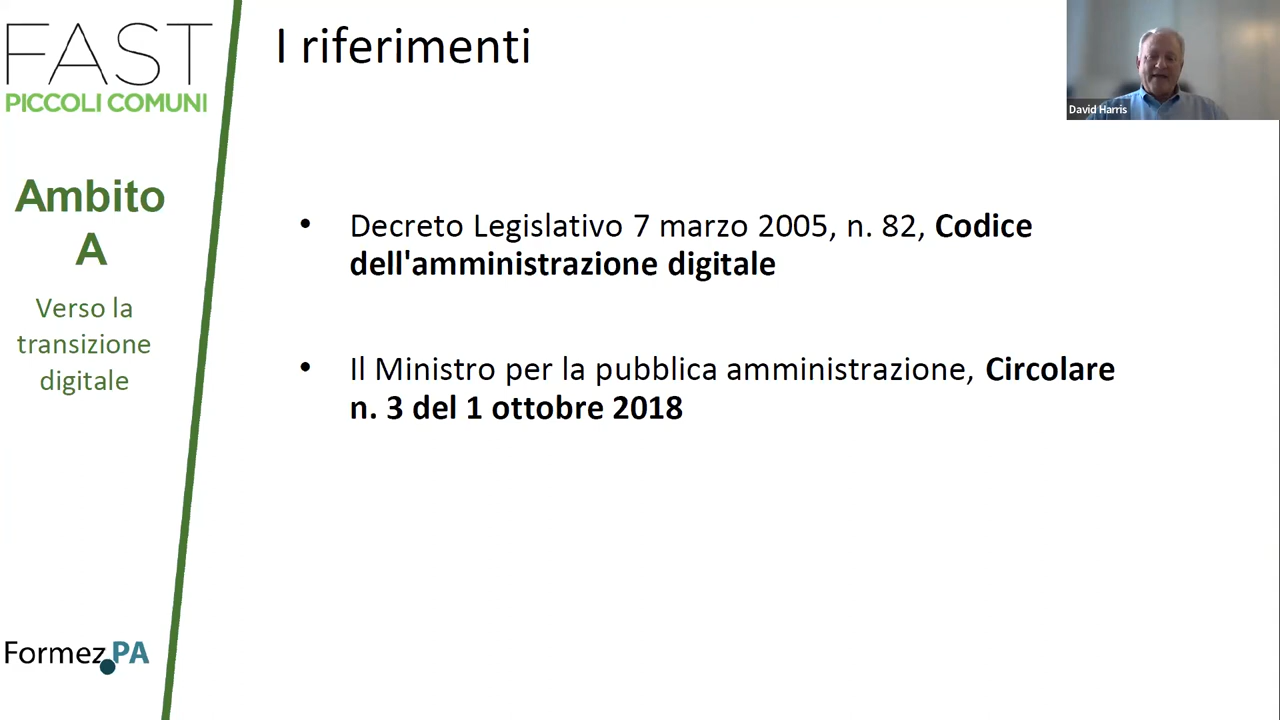 FAST
PICCOLI COMUNI
Ambito
A
Verso la
transizione
digitale
FormezPA
I riferimenti
• Decreto Legislativo 7 marzo 2005, n. 82, Codice
dell'amministrazione digitale
• Il Ministro per la pubblica amministrazione, Circolare
n. 3 del 1 ottobre 2018
David Harris